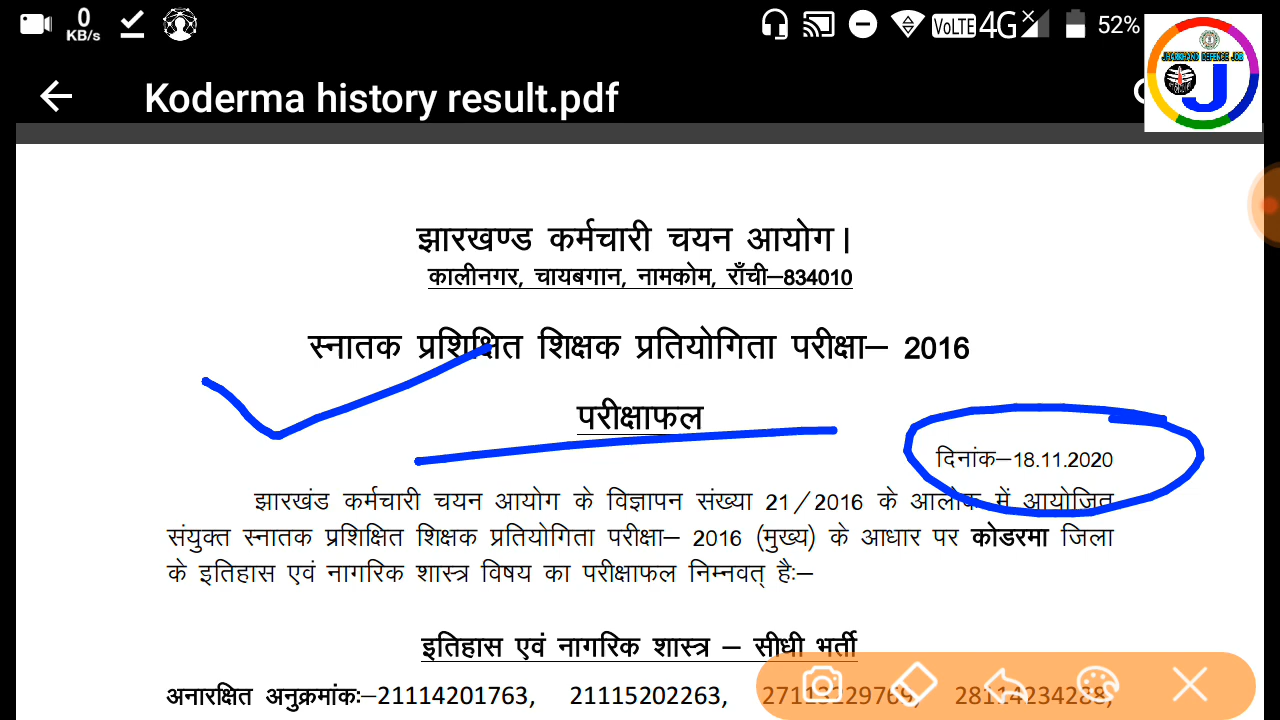 0
KB/s
VoLTE 4G 52%
JHARKHAND DEFENCE JOB
J
Koderma history result.pdf
झारखण्ड कर्मचारी चयन आयोग।
कालीनगर, चायबगान, नामकोम, राँची–834010
स्नातक प्रशिक्षित शिक्षक प्रतियोगिता परीक्षा– 2016
परीक्षाफल
दिनांक–18.11.2020
झारखंड कर्मचारी चयन आयोग के विज्ञापन संख्या 21/2016 के आलोक में आयोजित
संयुक्त स्नातक प्रशिक्षित शिक्षक प्रतियोगिता परीक्षा– 2016 (मुख्य) के आधार पर कोडरमा जिला
के इतिहास एवं नागरिक शास्त्र विषय का परीक्षाफल निम्नवत् हैः–
इतिहास एवं नागरिक शास्त्र – सीधी भर्ती
अनारक्षित अनुक्रमांकः–21114201763, 21115202263,